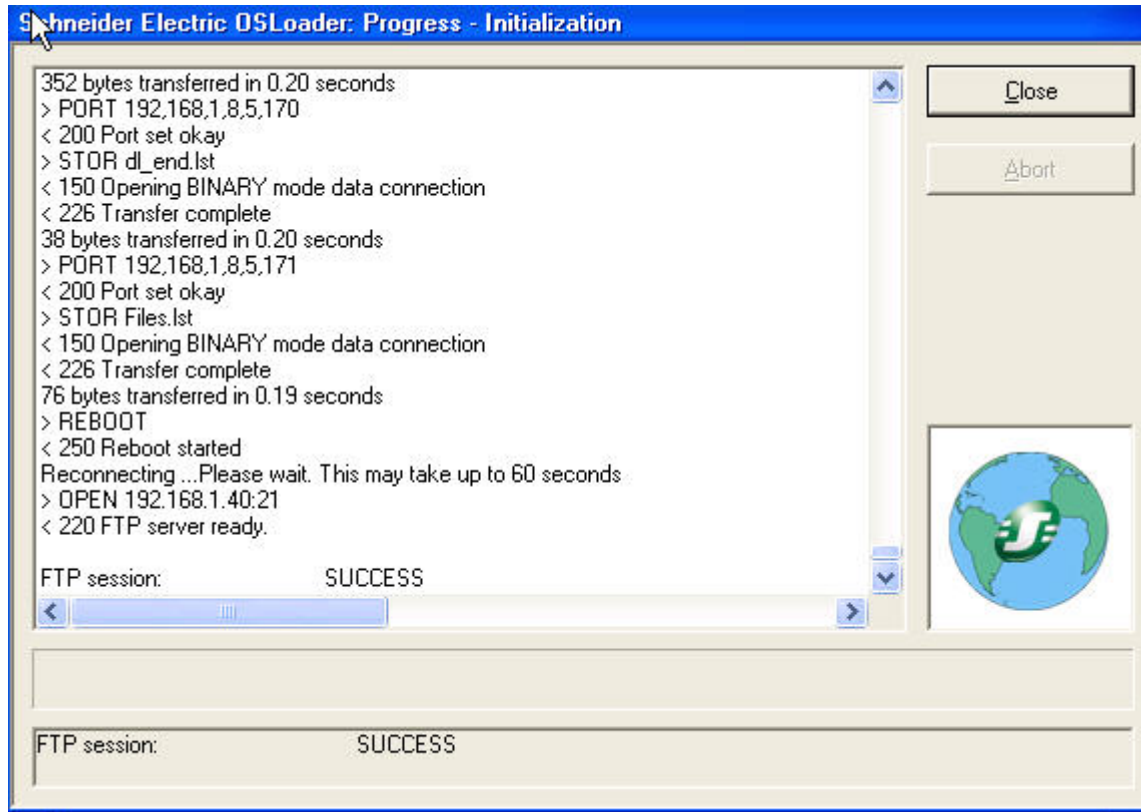 Schneider Electric OSLoader: Progress - Initialization
352 bytes transferred in 0.20 seconds
> PORT 192,168,1,8,5,170
< 200 Port set okay
> STOR dl_end.lst
< 150 Opening BINARY mode data connection
< 226 Transfer complete
38 bytes transferred in 0.20 seconds
> PORT 192,168,1,8,5,171
< 200 Port set okay
> STOR Files.lst
< 150 Opening BINARY mode data connection
< 226 Transfer complete
76 bytes transferred in 0.19 seconds
> REBOOT
< 250 Reboot started
Reconnecting ...Please wait. This may take up to 60 seconds
> OPEN 192.168.1.40:21
< 220 FTP server ready.
FTP session: SUCCESS
Close
Abort
FTP session: SUCCESS